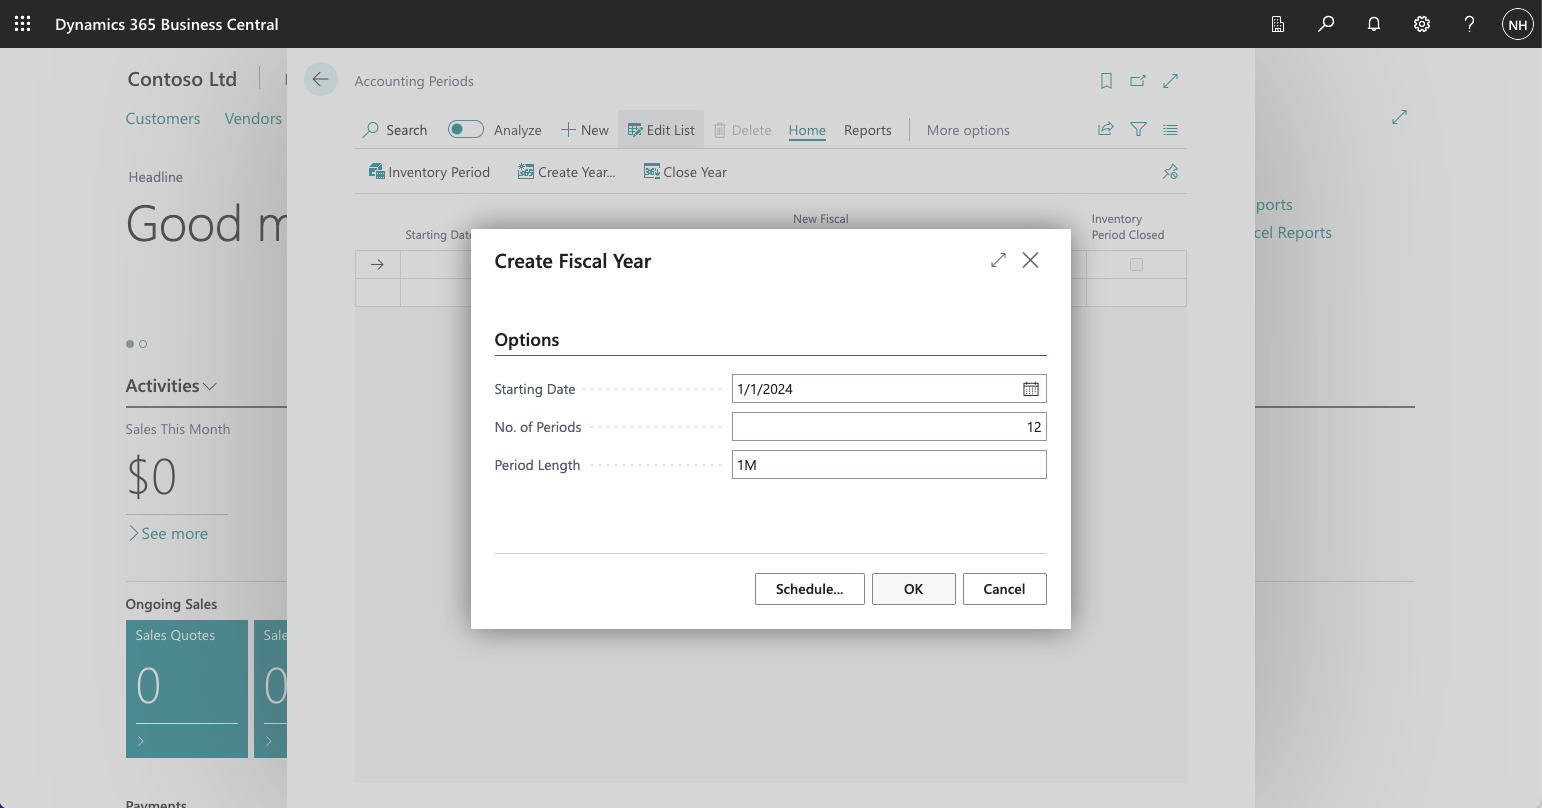 Dynamics 365 Business Central
NH
Contoso Ltd
Customers
Vendors
Headline
Good m
Activities
Sales This Month
$0
See more
Ongoing Sales
Sales Quotes
0
Sale
0
Payments
Accounting Periods
Search
Analyze
New
Edit List
Delete
Home
Reports
More options
Inventory Period
Create Year...
Close Year
Starting Date
New Fiscal
Inventory
Period Closed
ports
cel Reports
Create Fiscal Year
Options
Starting Date
1/1/2024
No. of Periods
12
Period Length
1M
Schedule...
OK
Cancel